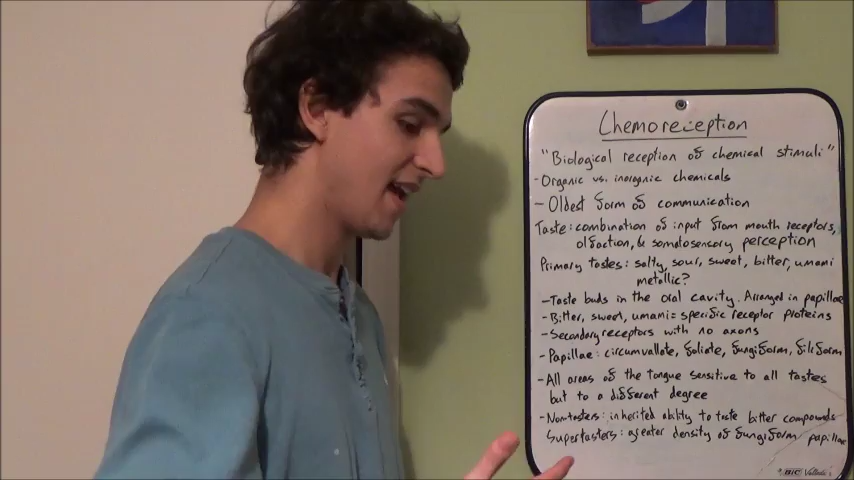 Chemoreception
"Biological reception of chemical stimuli"
- Organic vs. inorganic chemicals
- Oldest form of communication
Taste: combination of input from mouth receptors,
olfaction, & somatosensory perception
Primary tastes: salty, sour, sweet, bitter, umami
metallic?
- Taste buds in the oral cavity. Arranged in papillae
- Bitter, sweet, umami = specific receptor proteins
- Secondary receptors with no axons
- Papillae: circumvallate, foliate, fungiform, filiform
- All areas of the tongue sensitive to all tastes
but to a different degree
- Nontasters: inherited ability to taste bitter compounds
Supertasters: greater density of fungiform papillae
BIC Velleda